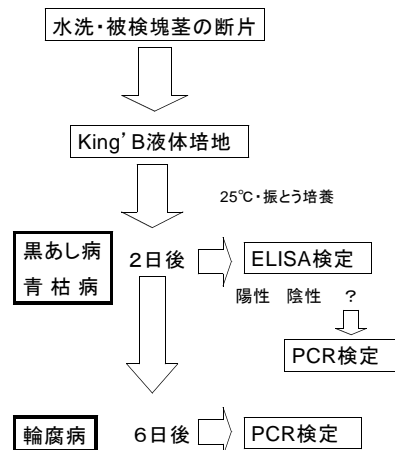 水洗・被検塊茎の断片
King’B液体培地
25℃・振とう培養
黒あし病
青枯病
2日後
ELISA検定
陽性 陰性 ?
PCR検定
輪腐病
6日後
PCR検定